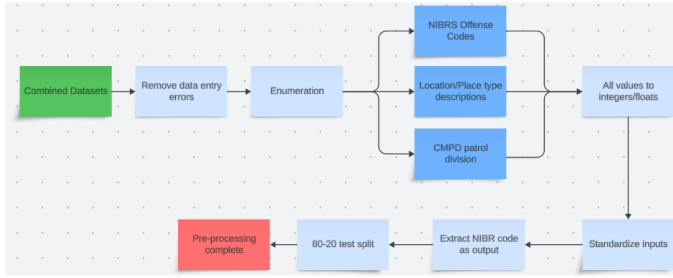 NIBRS Offense
Codes
Combined Datasets
Remove data entry
errors
Enumeration
Location/Place type
descriptions
All values to
integers/floats
CMPD patrol
division
Pre-processing
complete
80-20 test split
Extract NIBR code
as output
Standardize inputs